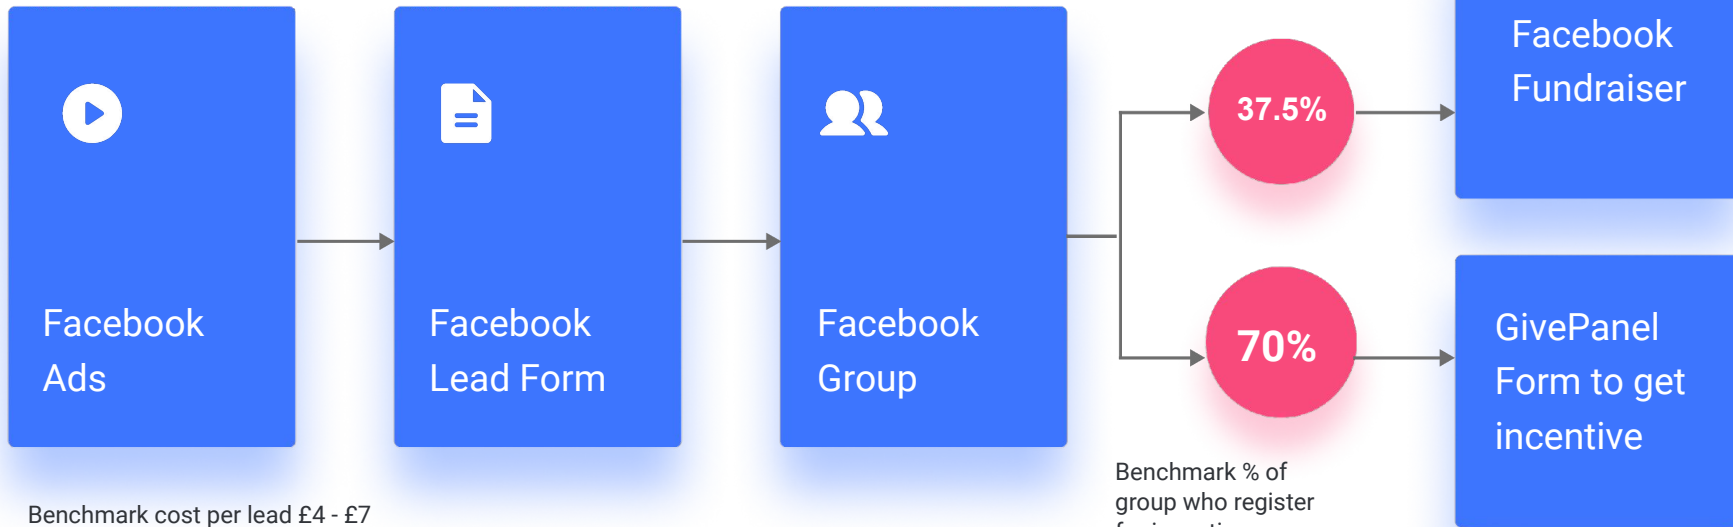 Facebook
Ads
Facebook
Lead Form
Facebook
Group
37.5%
Facebook
Fundraiser
70%
GivePanel
Form to get
incentive
Benchmark cost per lead £4 - £7
Benchmark % of
group who register